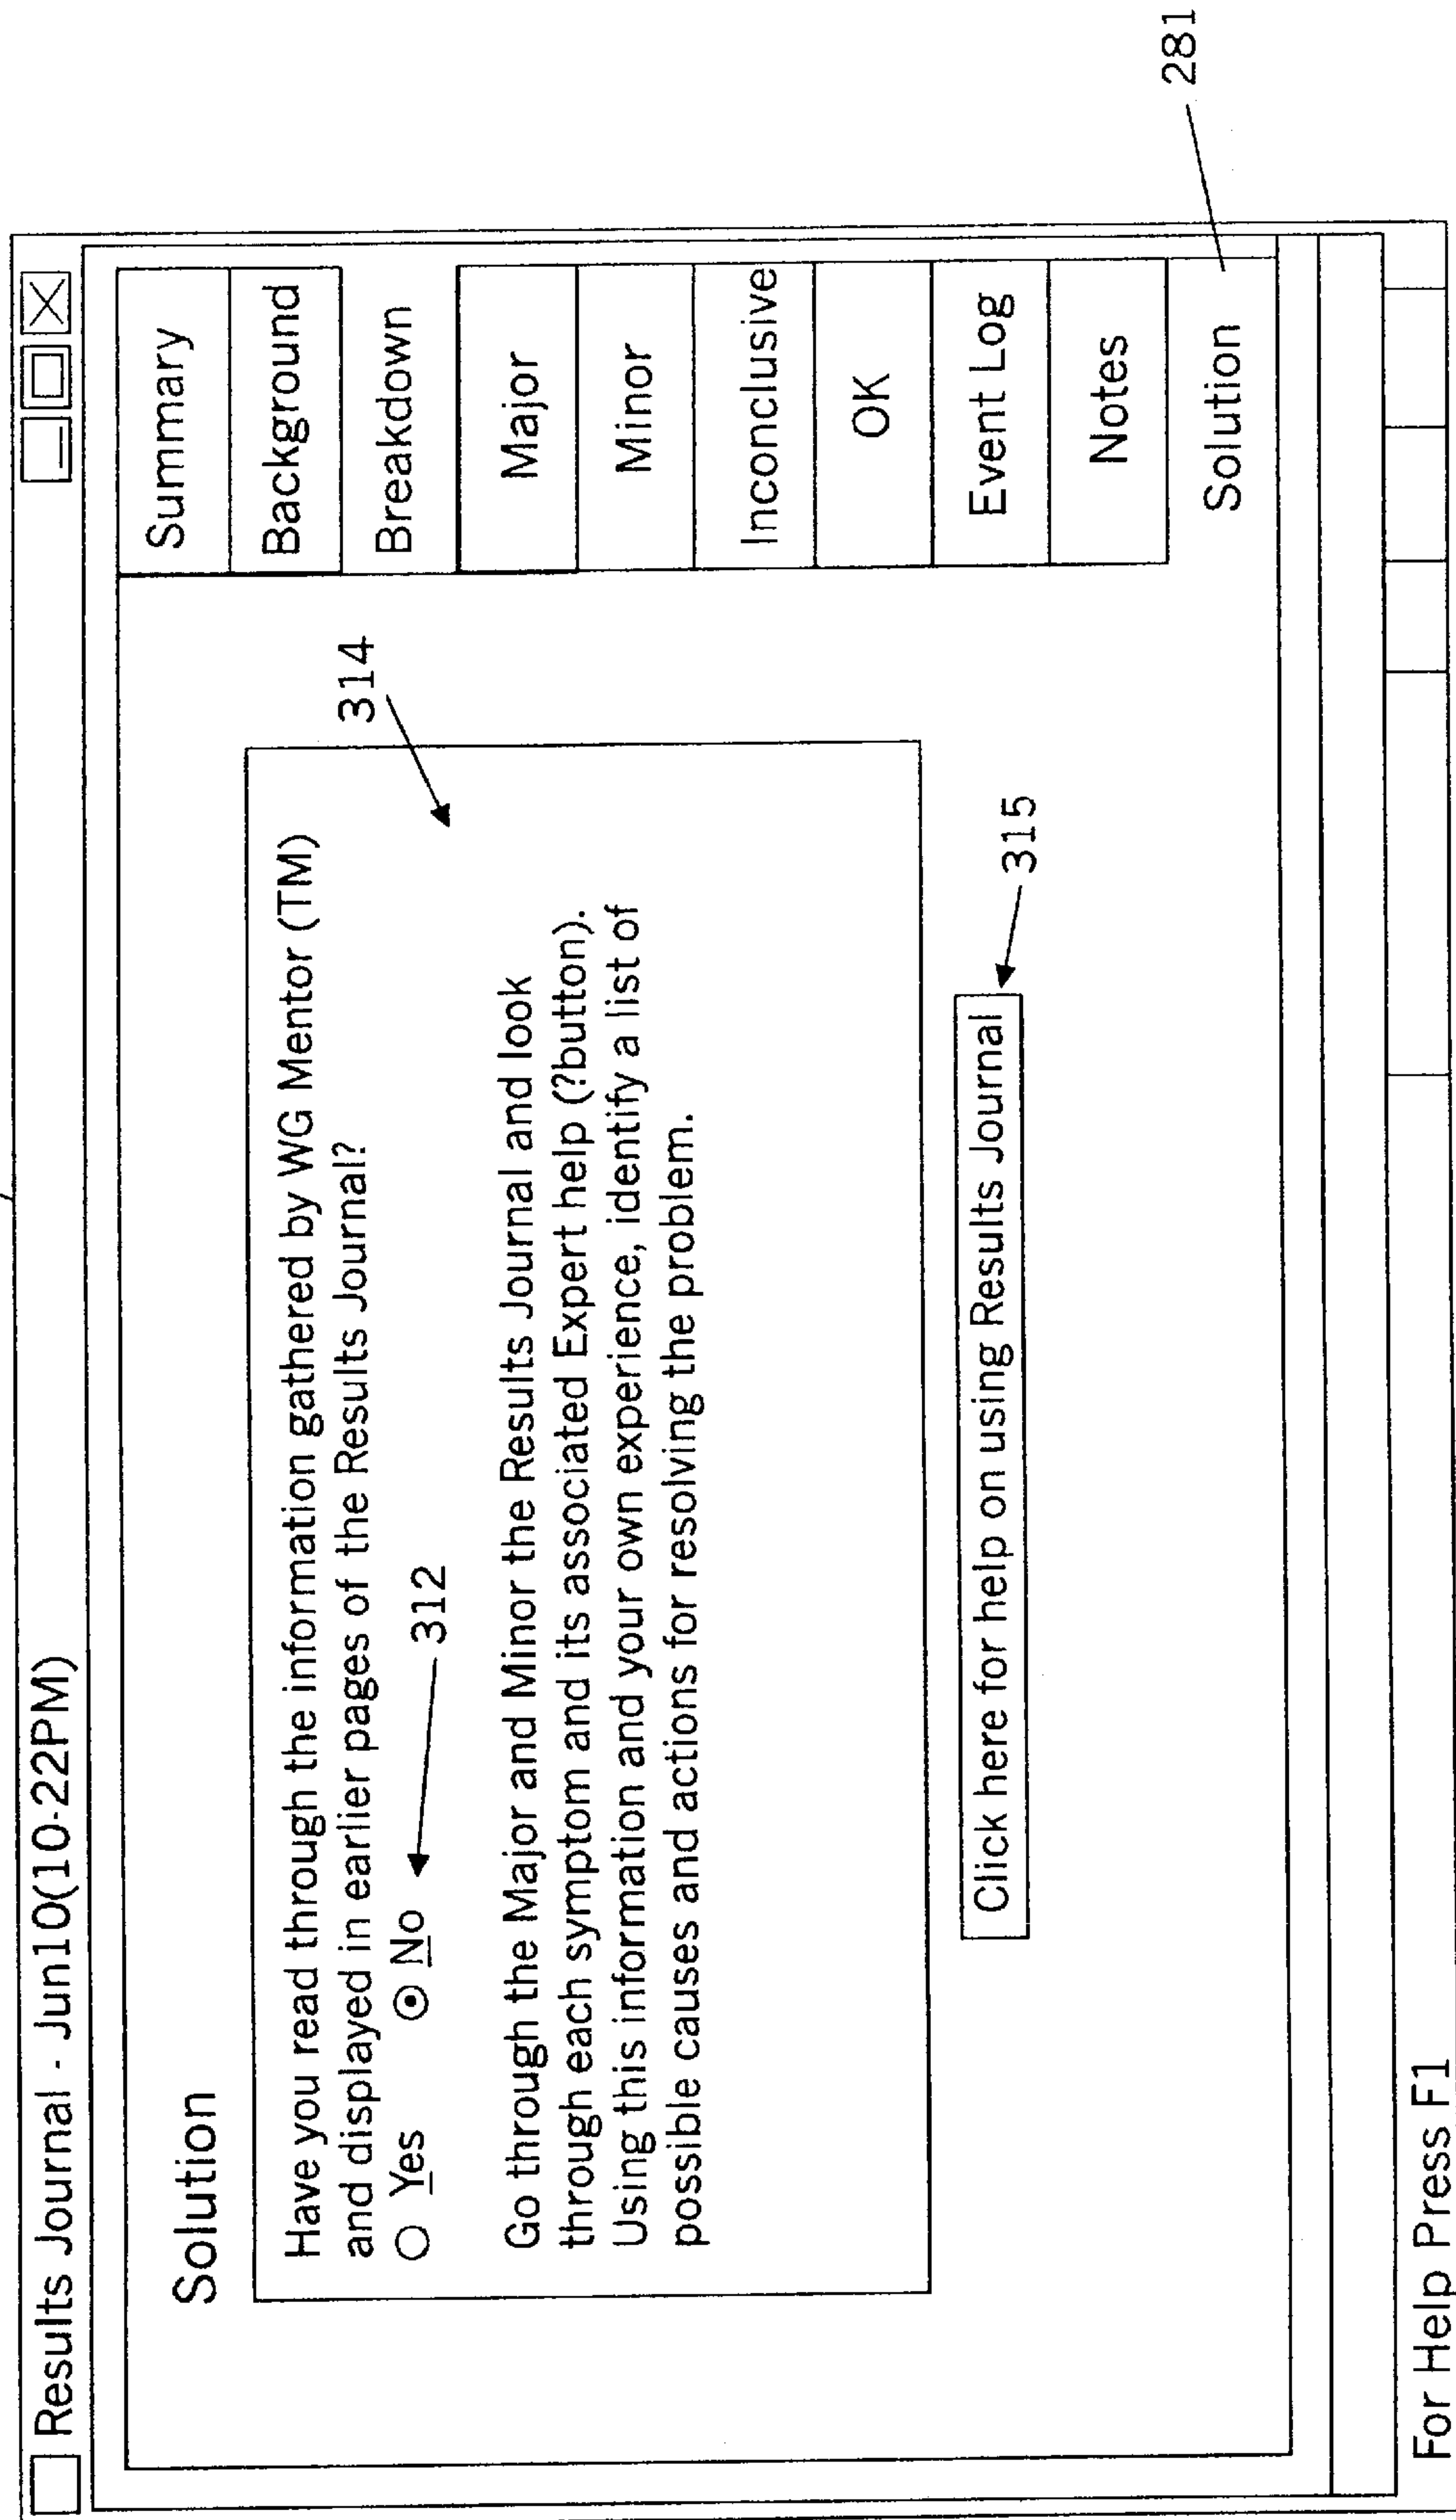 Results Journal - Jun10(10-22PM)
Solution
Have you read through the information gathered by WG Mentor (TM)
and displayed in earlier pages of the Results Journal?
Yes No
312
314
Go through the Major and Minor the Results Journal and look
through each symptom and its associated Expert help (?button).
Using this information and your own experience, identify a list of
possible causes and actions for resolving the problem.
Click here for help on using Results Journal
315
Summary
Background
Breakdown
Major
Minor
Inconclusive
OK
Event Log
Notes
Solution
281
For Help Press F1